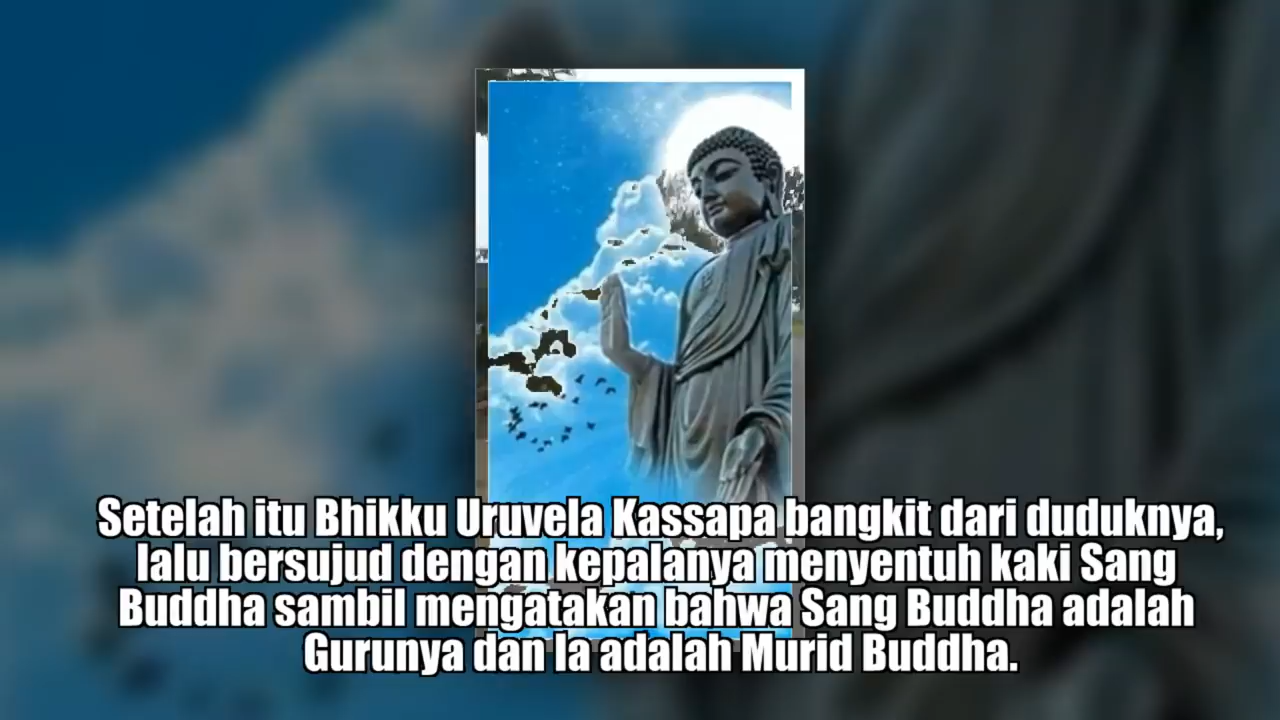 Setelah itu Bhikku Uruvela Kassapa bangkit dari duduknya,
lalu bersujud dengan kepalanya menyentuh kaki Sang
Buddha sambil mengatakan bahwa Sang Buddha adalah
Gurunya dan Ia adalah Murid Buddha.